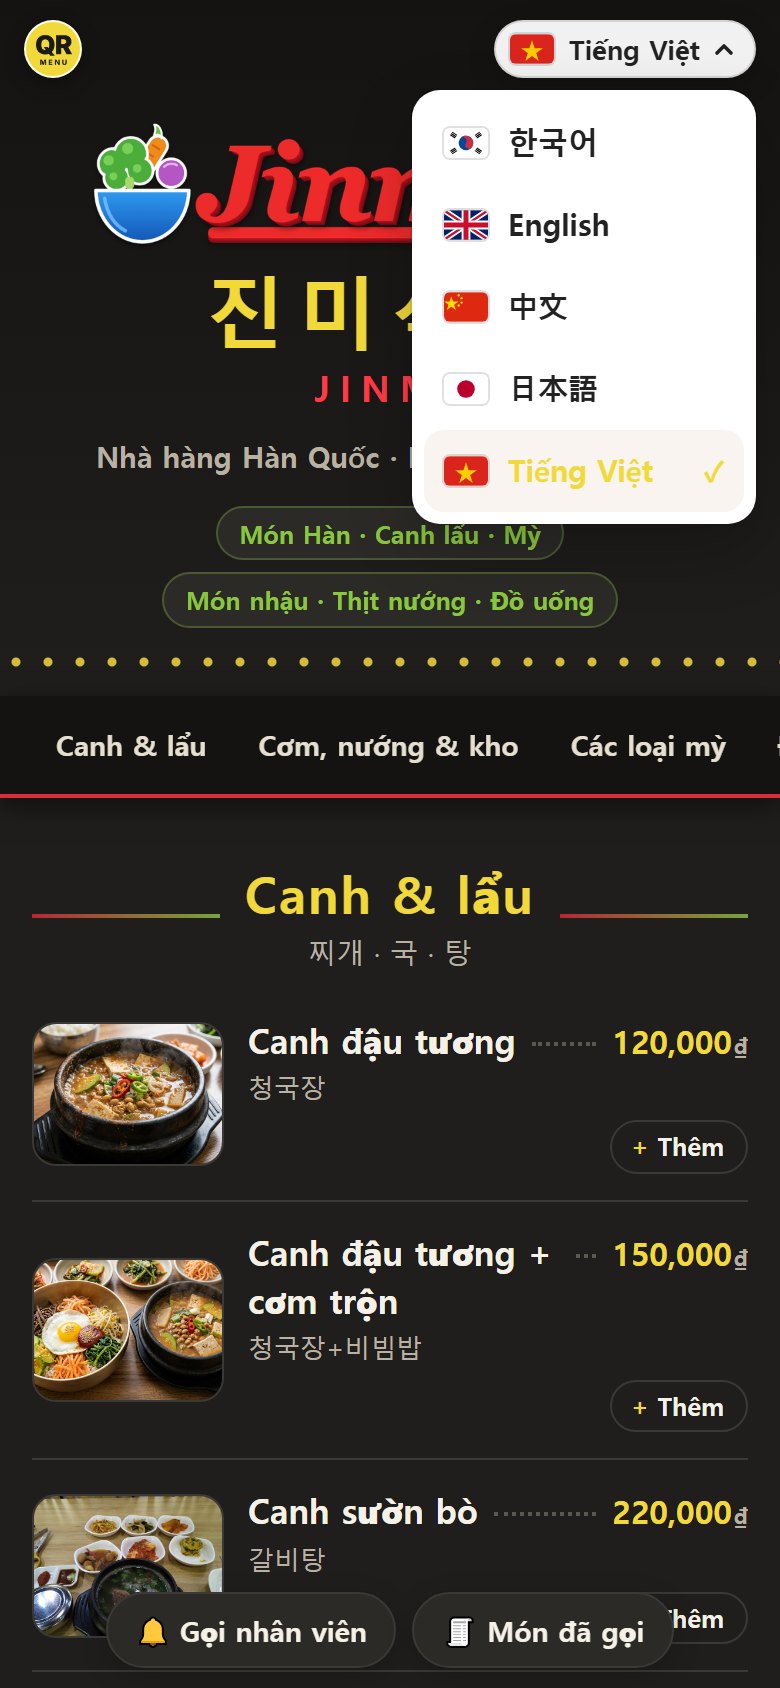 QR
MENU
Tiếng Việt
한국어
English
中文
日本語
Tiếng Việt ✓
진미
Nhà hàng Hàn Quốc ·
Món Hàn · Canh lẩu · Mỳ
Món nhậu · Thịt nướng · Đồ uống
Canh & lẩu
Cơm, nướng & kho
Các loại mỳ
Canh & lẩu
찌개 · 국 · 탕
Canh đậu tương 120,000₫
청국장
+ Thêm
Canh đậu tương + 150,000₫
cơm trộn
청국장+비빔밥
+ Thêm
Canh sườn bò 220,000₫
갈비탕
Gọi nhân viên
Món đã gọi